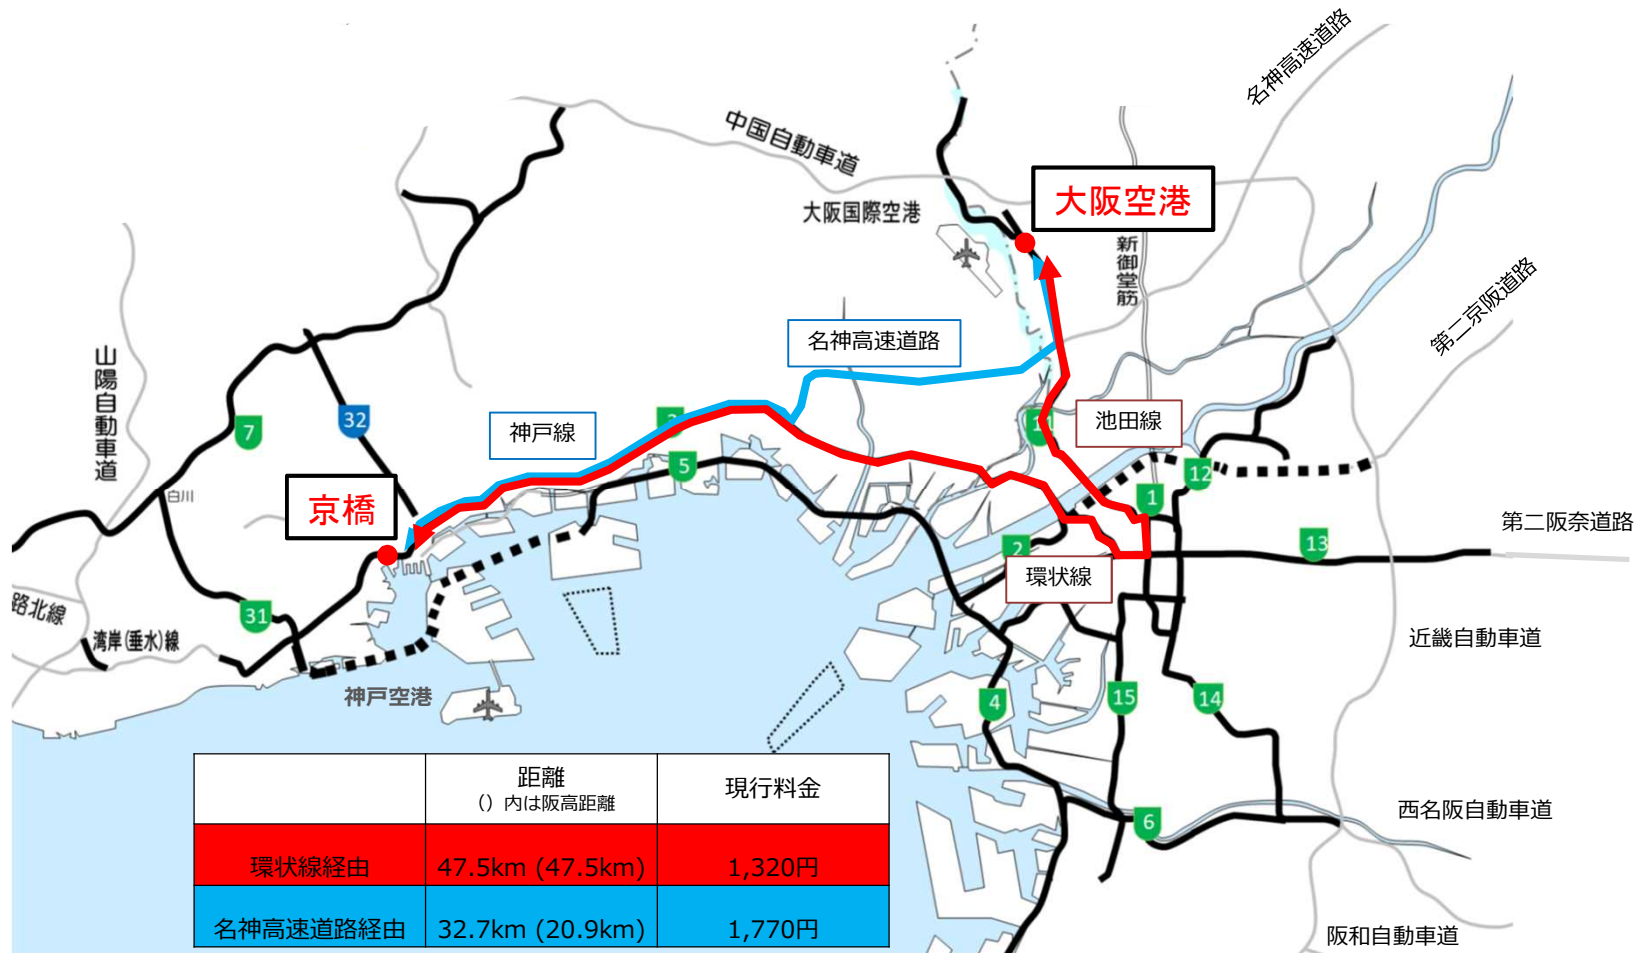 名神高速道路
中国自動車道
大阪空港
大阪国際空港
新御堂筋
第二京阪道路
名神高速道路
山陽自動車道
7
32
3
神戸線
11
池田線
5
12
白川
京橋
1
第二阪奈道路
13
2
環状線
路北線
31
湾岸(垂水)線
近畿自動車道
神戸空港
4
15
14
西名阪自動車道
6
阪和自動車道
距離
()内は阪高距離
現行料金
環状線経由 47.5km (47.5km) 1,320円
名神高速道路経由 32.7km (20.9km) 1,770円